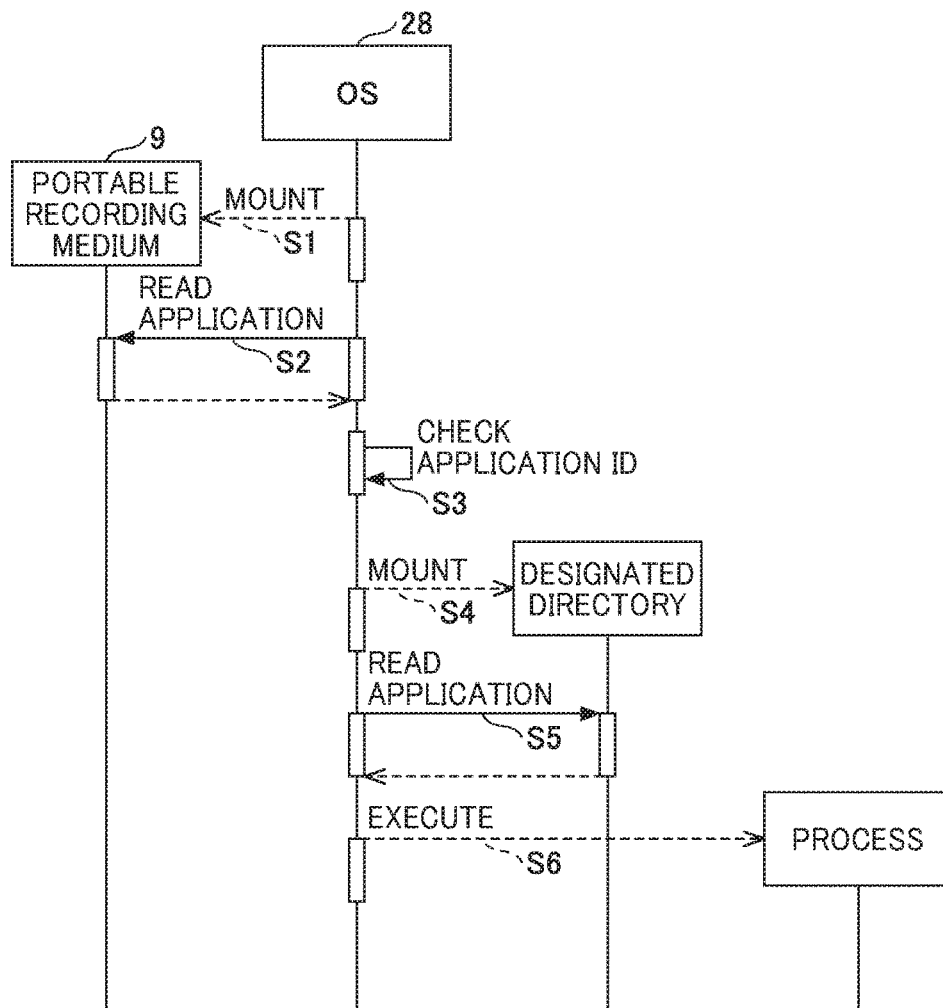 28
OS
9
PORTABLE
RECORDING
MEDIUM
MOUNT
S1
READ
APPLICATION
S2
CHECK
APPLICATION ID
S3
MOUNT
S4
DESIGNATED
DIRECTORY
READ
APPLICATION
S5
EXECUTE
S6
PROCESS